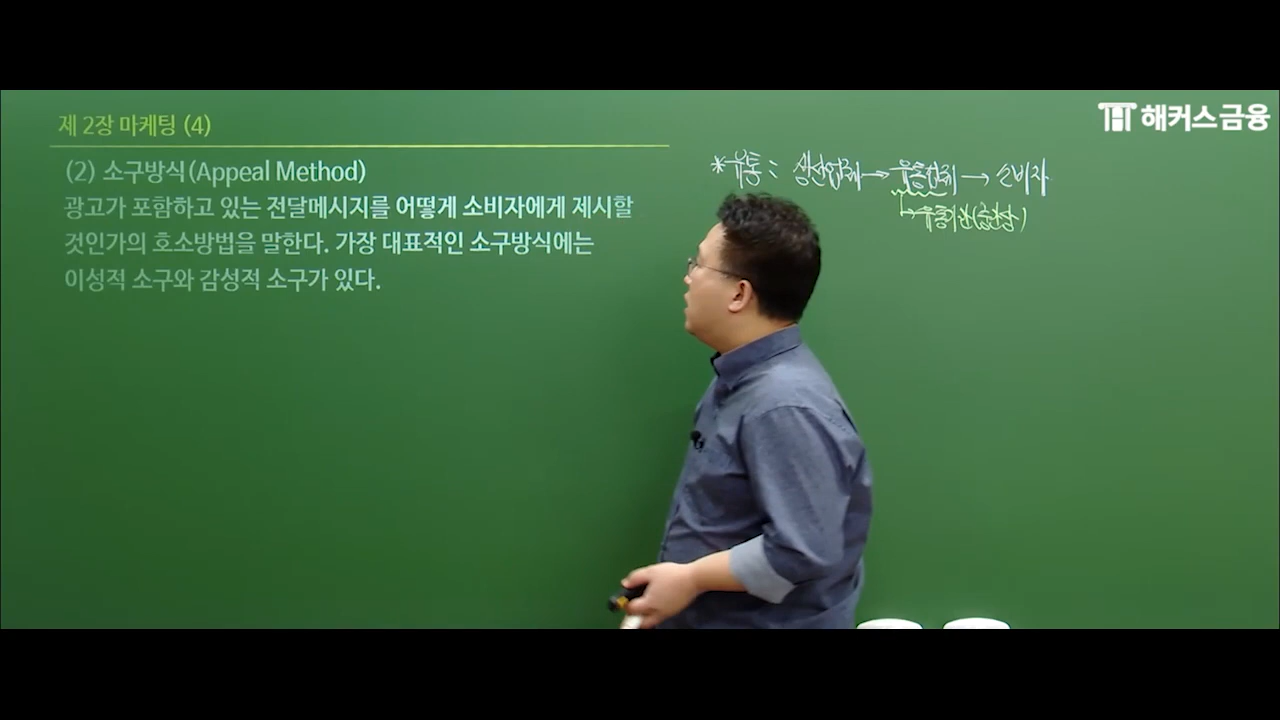 제 2장 마케팅 (4)
해커스금융
(2) 소구방식(Appeal Method)
광고가 포함하고 있는 전달메시지를 어떻게 소비자에게 제시할
것인가의 호소방법을 말한다. 가장 대표적인 소구방식에는
이성적 소구와 감성적 소구가 있다.
*유통: 생산업체→유통업체→소비자